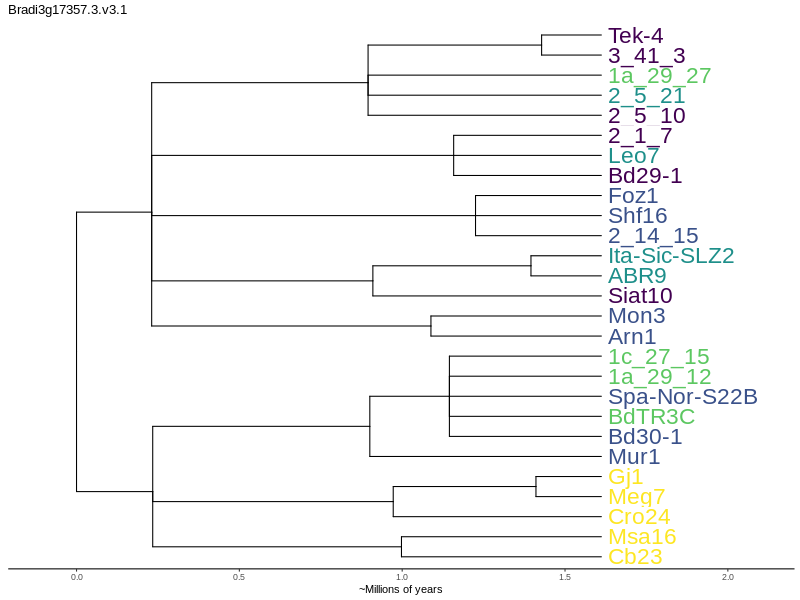 Bradi3g17357.3.v3.1
Tek-4
3_41_3
1a_29_27
2_5_21
2_5_10
2_1_7
Leo7
Bd29-1
Foz1
Shf16
2_14_15
Ita-Sic-SLZ2
ABR9
Siat10
Mon3
Arn1
1c_27_15
1a_29_12
Spa-Nor-S22B
BdTR3C
Bd30-1
Mur1
Gj1
Meg7
Cro24
Msa16
Cb23
0.0 0.5 1.0 1.5 2.0
~Millions of years